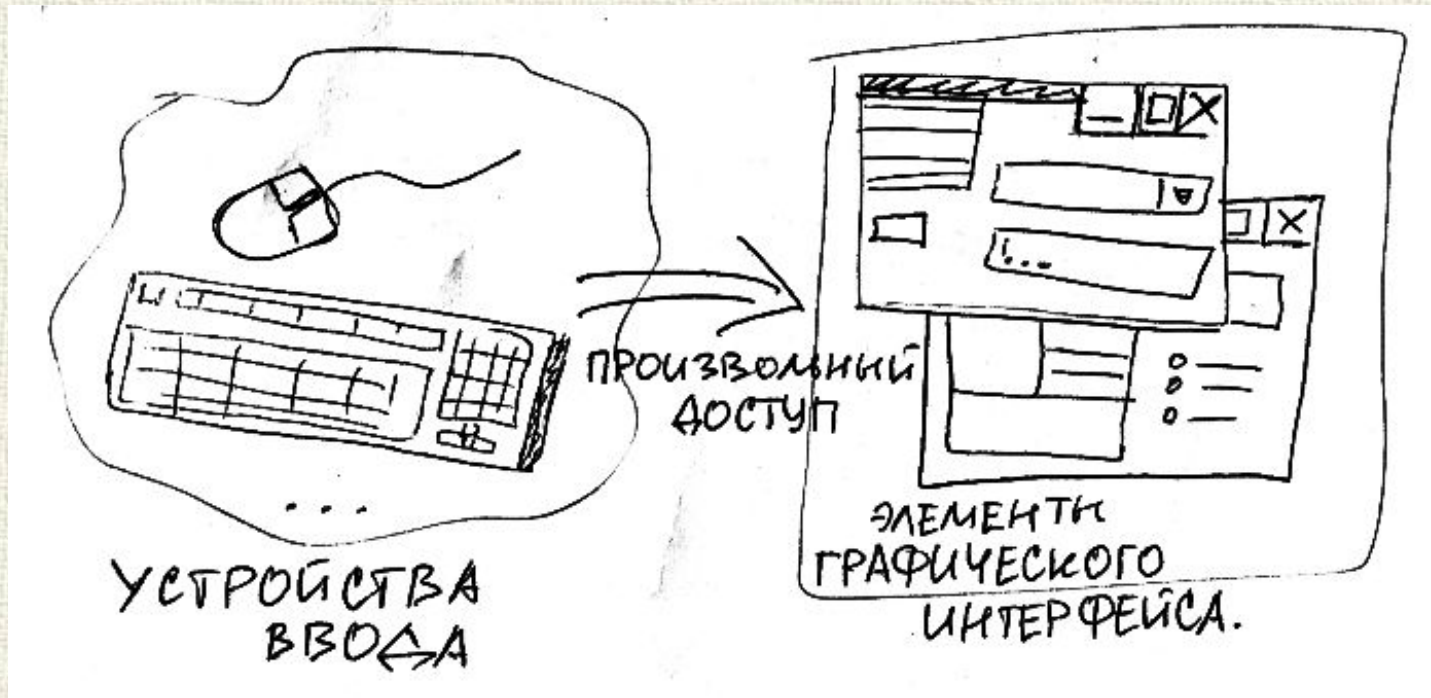 УСТРОЙСТВА
ВВОДА
ПРОИЗВОЛЬНЫЙ
ДОСТУП
ЭЛЕМЕНТЫ
ГРАФИЧЕСКОГО
ИНТЕРФЕЙСА.